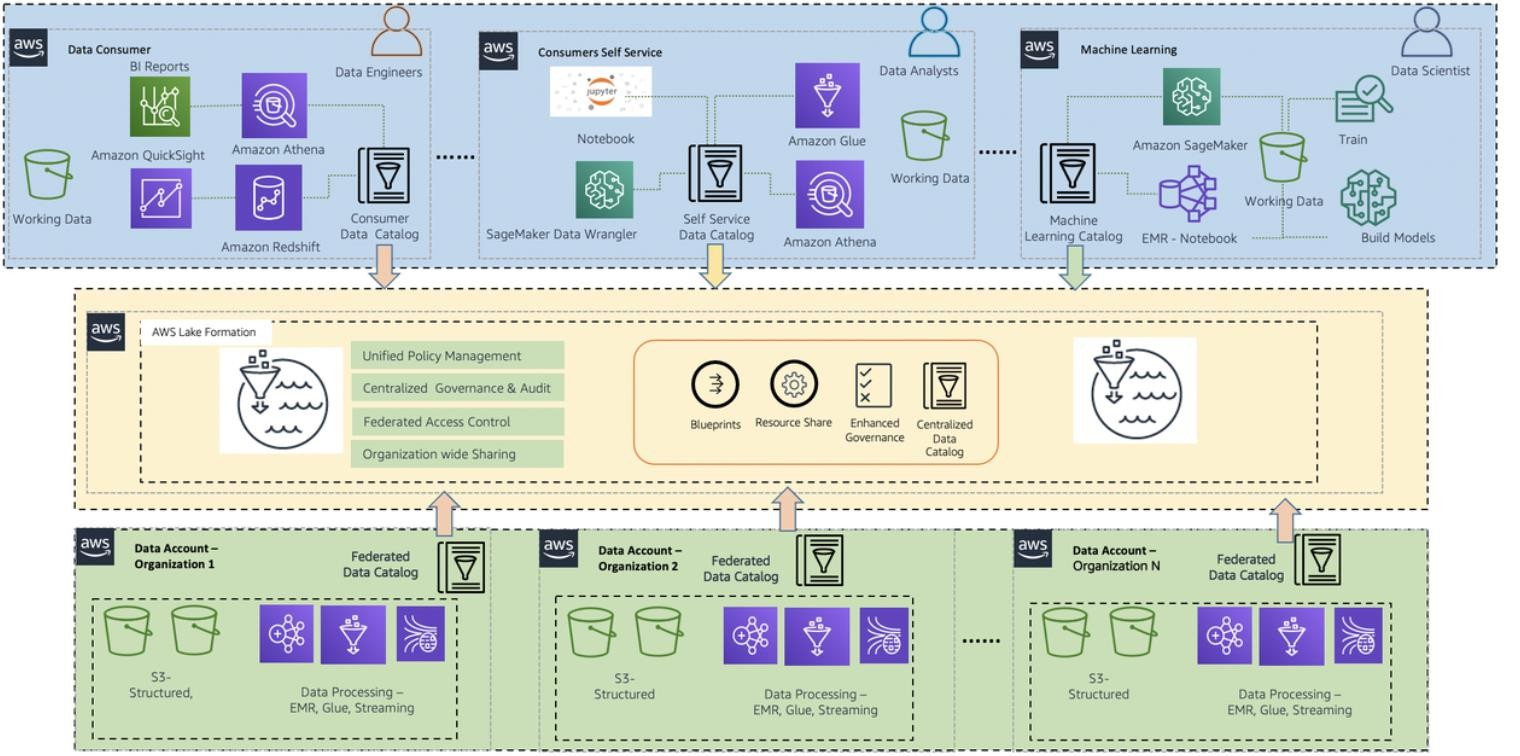 aws
Data Consumer
BI Reports
Data Engineers
Amazon QuickSight
Amazon Athena
Working Data
Amazon Redshift
Consumer
Data Catalog
......
aws
Consumers Self Service
jupyter
Notebook
Data Analysts
Amazon Glue
Working Data
SageMaker Data Wrangler
Self Service
Data Catalog
Amazon Athena
......
aws
Machine Learning
Data Scientist
Amazon SageMaker
Train
Working Data
Machine
Learning Catalog
EMR - Notebook
Build Models
aws
AWS Lake Formation
Unified Policy Management
Centralized Governance & Audit
Federated Access Control
Organization wide Sharing
Blueprints
Resource Share
Enhanced
Governance
Centralized
Data
Catalog
aws
Data Account –
Organization 1
Federated
Data Catalog
S3-
Structured,
Data Processing –
EMR, Glue, Streaming
aws
Data Account –
Organization 2
Federated
Data Catalog
S3-
Structured
Data Processing –
EMR, Glue, Streaming
......
aws
Data Account –
Organization N
Federated
Data Catalog
S3-
Structured
Data Processing –
EMR, Glue, Streaming